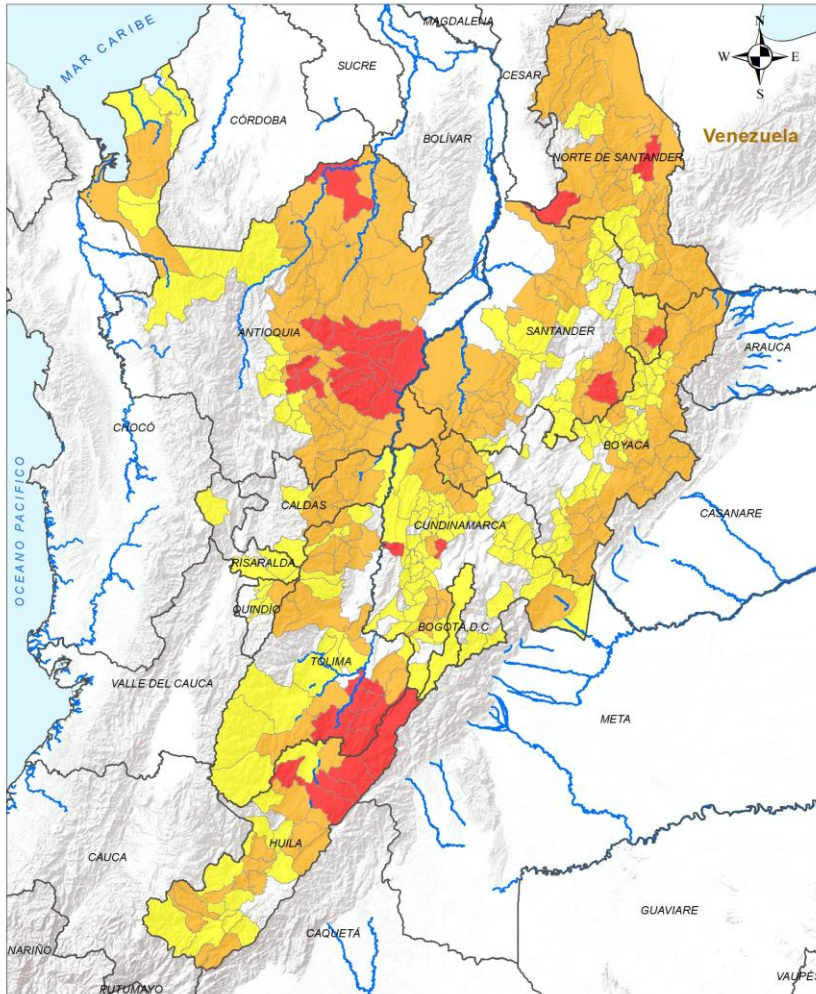 MAGDALENA
N
MAR CARIBE
SUCRE
CESAR
W
E
S
CÓRDOBA
BOLÍVAR
Venezuela
NORTE DE SANTANDER
ANTIOQUIA
SANTANDER
ARAUCA
CHOCÓ
BOYACÁ
OCEANO PACIFICO
CALDAS
CASANARE
CUNDINAMARCA
RISARALDA
QUINDÍO
BOGOTÁ D.C
TOLIMA
VALLE DEL CAUCA
META
HUILA
CAUCA
GUAVIARE
CAQUETÁ
NARIÑO
VAUPÉS
PUTUMAYO